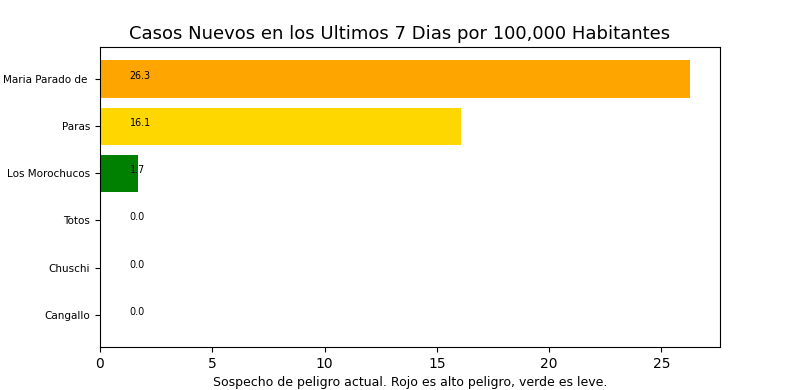 Casos Nuevos en los Ultimos 7 Dias por 100,000 Habitantes
Maria Parado de 26.3
Paras 16.1
Los Morochucos 1.7
Totos 0.0
Chuschi 0.0
Cangallo 0.0
0 5 10 15 20 25
Sospecho de peligro actual. Rojo es alto peligro, verde es leve.